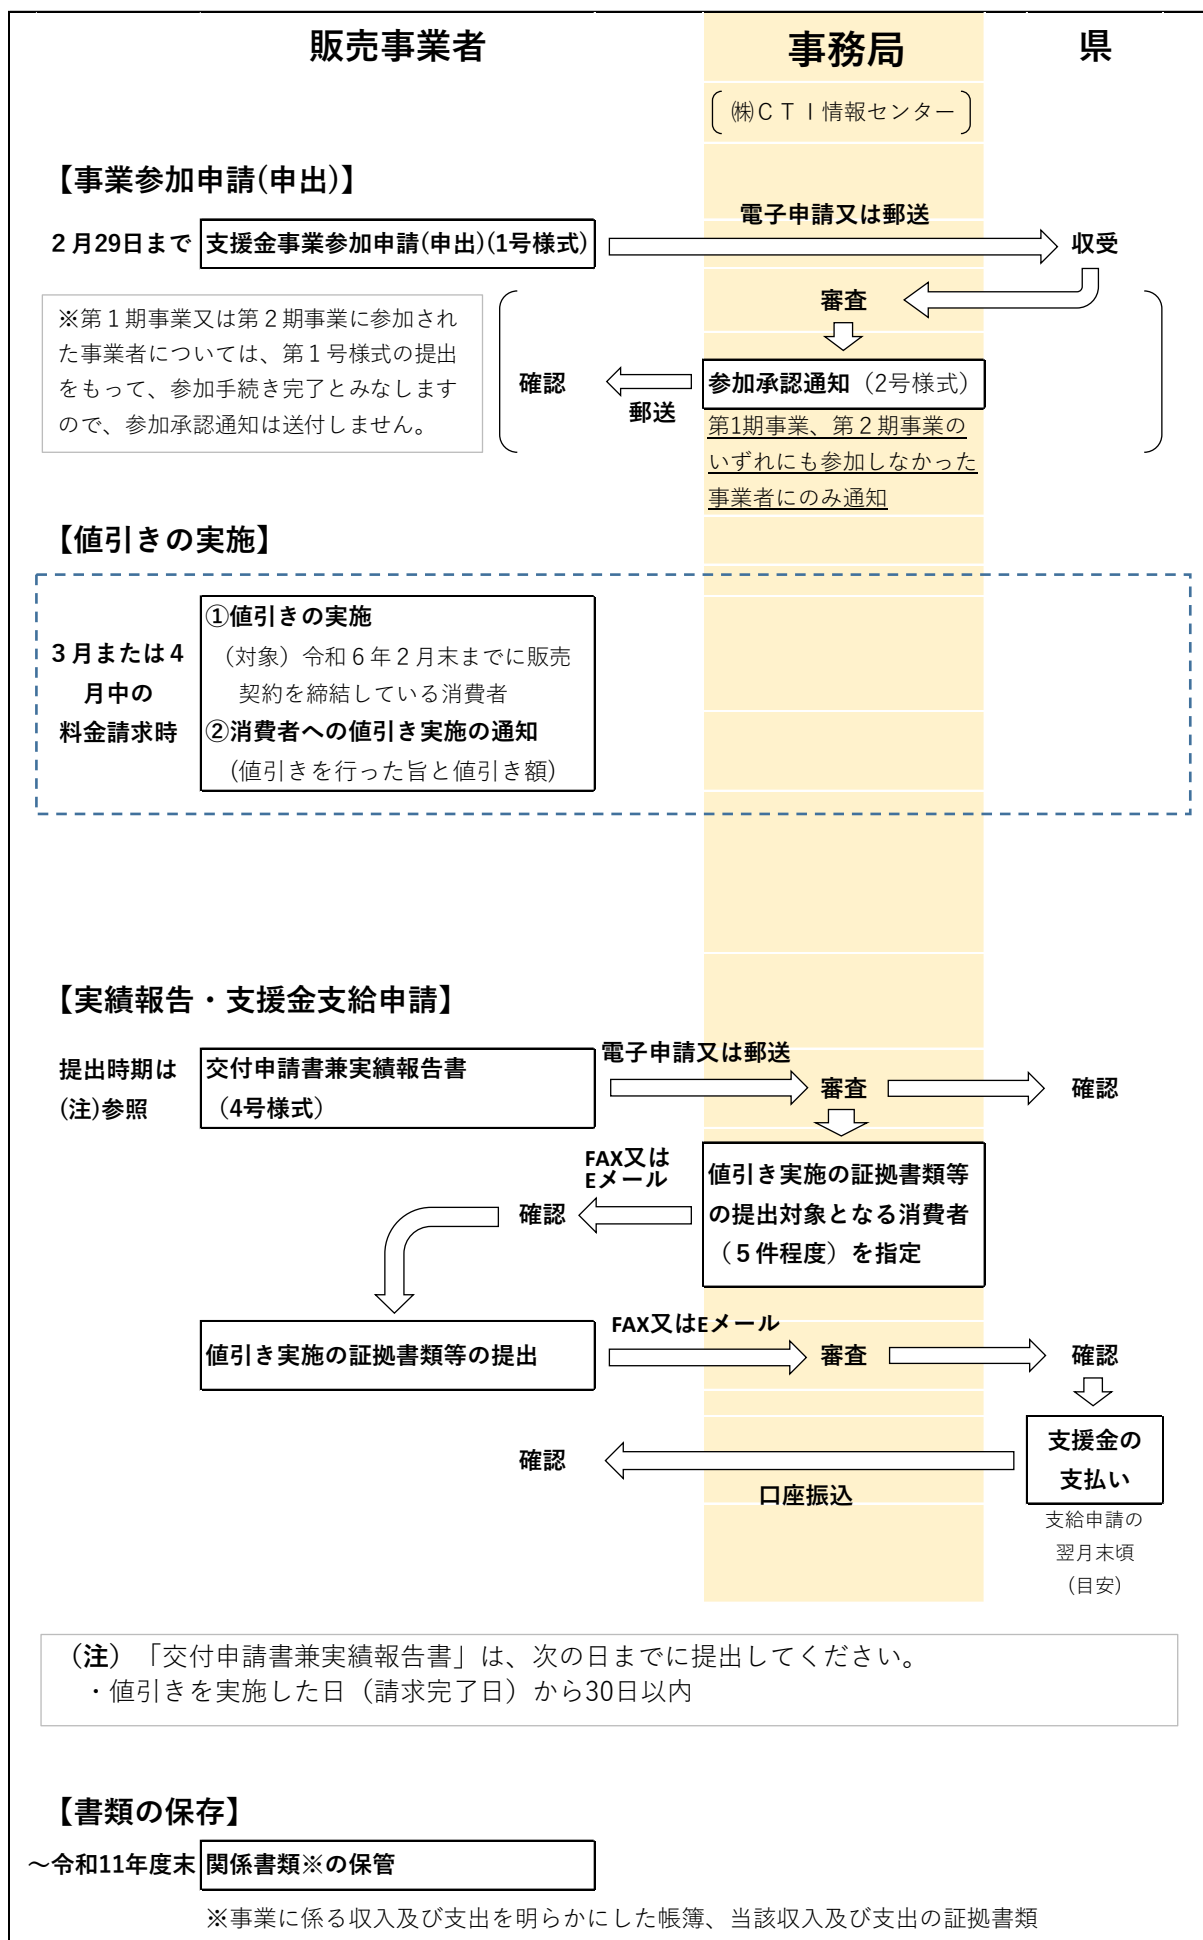 販売事業者
事務局
県
㈱ＣＴＩ情報センター
【事業参加申請(申出)】
電子申請又は郵送
２月29日まで
支援金事業参加申請(申出)(1号様式)
収受
審査
※第１期事業又は第２期事業に参加され
た事業者については、第１号様式の提出
をもって、参加手続き完了とみなします
ので、参加承認通知は送付しません。
確認
郵送
参加承認通知（2号様式）
第1期事業、第２期事業の
いずれにも参加しなかった
事業者にのみ通知
【値引きの実施】
３月または４
月中の
料金請求時
①値引きの実施
（対象）令和６年２月末までに販売
契約を締結している消費者
②消費者への値引き実施の通知
(値引きを行った旨と値引き額)
【実績報告・支援金支給申請】
提出時期は
(注)参照
交付申請書兼実績報告書
（4号様式）
電子申請又は郵送
審査
確認
FAX又は
Eメール
確認
値引き実施の証拠書類等
の提出対象となる消費者
（５件程度）を指定
値引き実施の証拠書類等の提出
FAX又はEメール
審査
確認
確認
口座振込
支援金の
支払い
支給申請の
翌月末頃
(目安)
（注）「交付申請書兼実績報告書」は、次の日までに提出してください。
・値引きを実施した日（請求完了日）から30日以内
【書類の保存】
～令和11年度末
関係書類※の保管
※事業に係る収入及び支出を明らかにした帳簿、当該収入及び支出の証拠書類